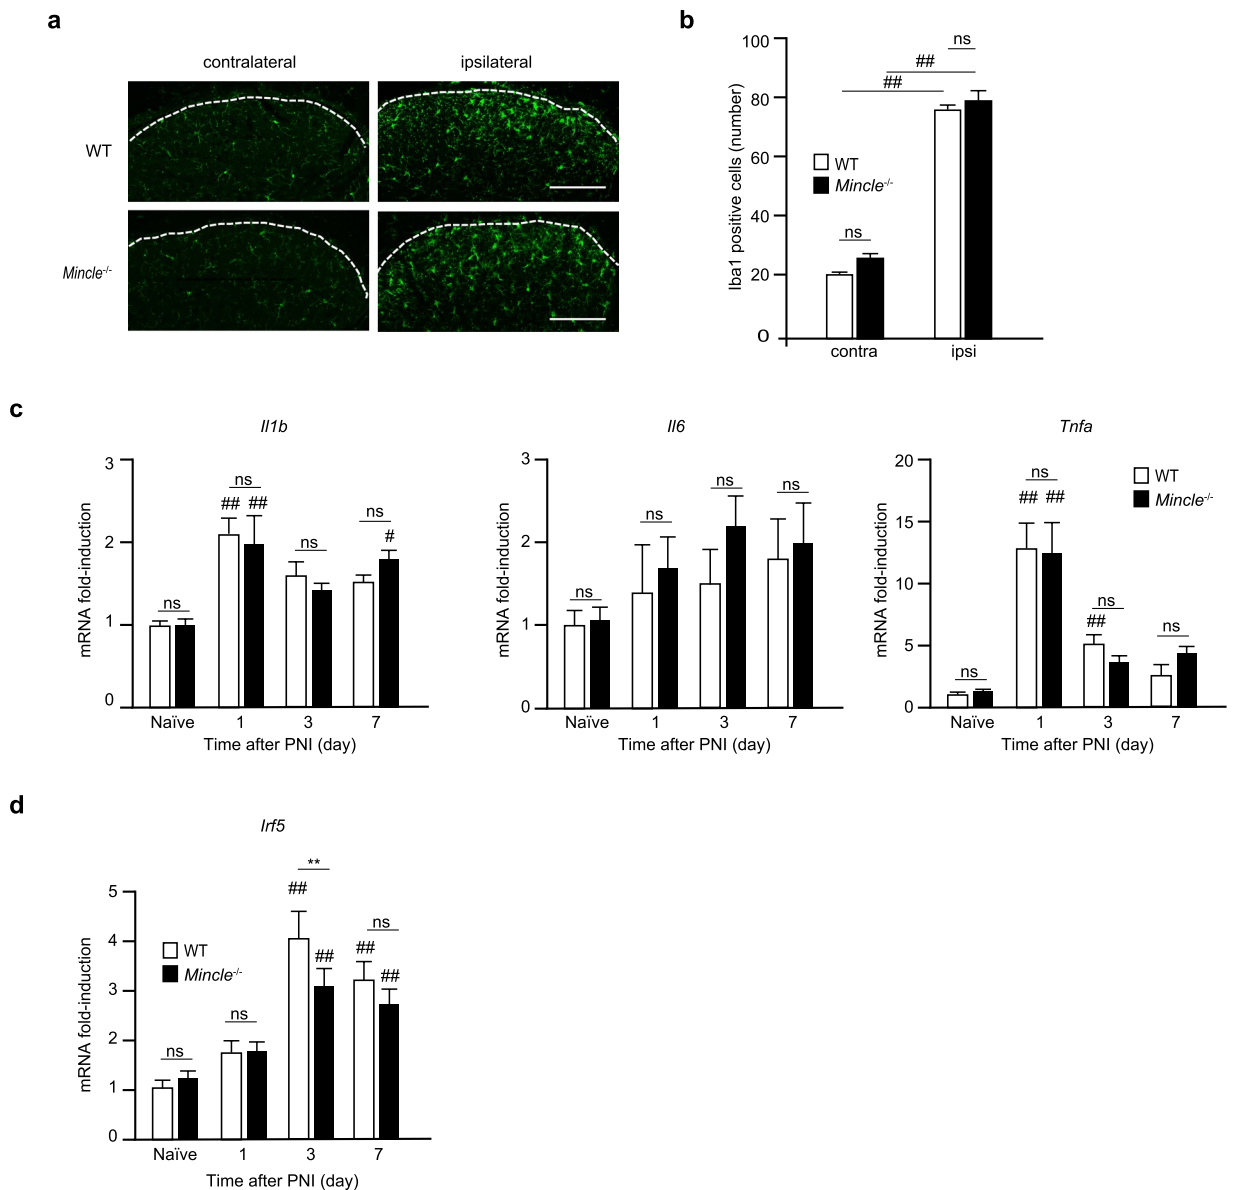 a
contralateral
ipsilateral
WT
Mincle-/-
b
Iba1 positive cells (number)
100
80
60
40
20
0
WT
Mincle-/-
ns
##
##
ns
contra
ipsi
c
Il1b
mRNA fold-induction
3
2
1
0
ns
ns
## ##
ns
ns
#
Naïve 1 3 7
Time after PNI (day)
Il6
mRNA fold-induction
3
2
1
0
ns
ns
ns
ns
Naïve 1 3 7
Time after PNI (day)
Tnfa
mRNA fold-induction
20
15
10
5
0
WT
Mincle-/-
ns
ns
## ##
ns
##
ns
Naïve 1 3 7
Time after PNI (day)
d
Irf5
mRNA fold-induction
5
4
3
2
1
0
WT
Mincle-/-
ns
ns
**
##
##
ns
##
##
Naïve 1 3 7
Time after PNI (day)